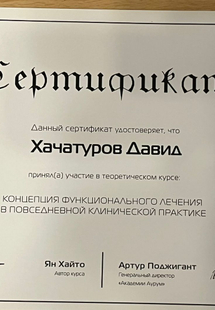 Сертификат
Данный сертификат удостоверяет, что
Хачатуров Давид
принял(а) участие в теоретическом курсе:
КОНЦЕПЦИЯ ФУНКЦИОНАЛЬНОГО ЛЕЧЕНИЯ
В ПОВСЕДНЕВНОЙ КЛИНИЧЕСКОЙ ПРАКТИКЕ
Ян Хайто
Автор курса
Артур Поджигант
Генеральный директор
«Академии Аурум»